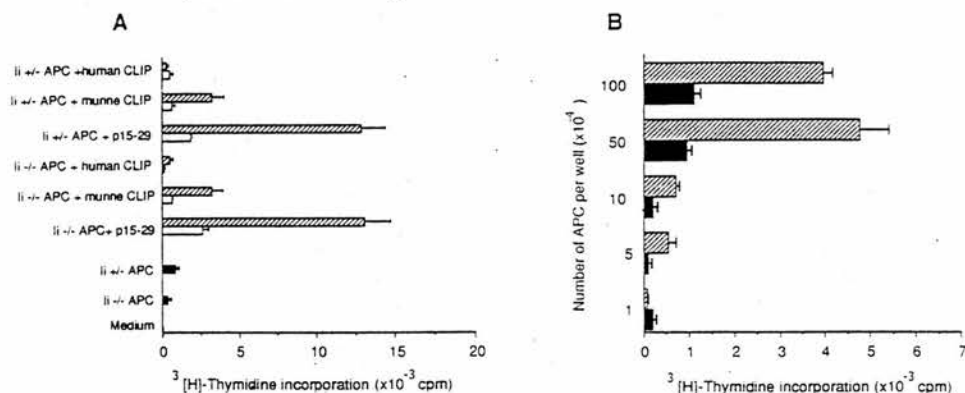 A
Ii +/- APC +human CLIP
Ii +/- APC + munne CLIP
Ii +/- APC + p15-29
Ii -/- APC + human CLIP
Ii -/- APC + munne CLIP
Ii -/- APC+ p15-29
Ii +/- APC
Ii -/- APC
Medium
0 5 10 15 20
³ [H]-Thymidine incorporation (x10⁻³ cpm)
B
Number of APC per well (x10⁻⁴)
100
50
10
5
1
0 1 2 3 4 5 6 7
³ [H]-Thymidine incorporation (x10⁻³ cpm)